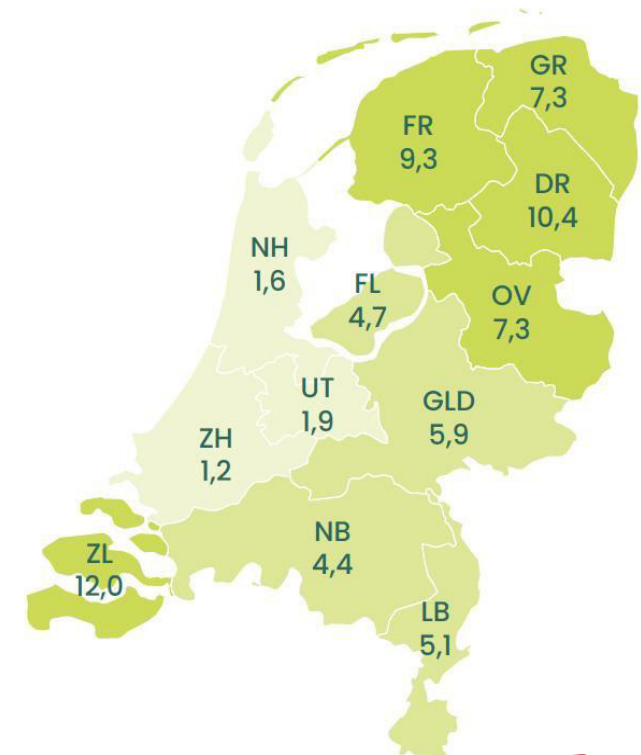 GR
7,3
FR
9,3
DR
10,4
NH
1,6
FL
4,7
OV
7,3
UT
1,9
GLD
5,9
ZH
1,2
NB
4,4
ZL
12,0
LB
5,1